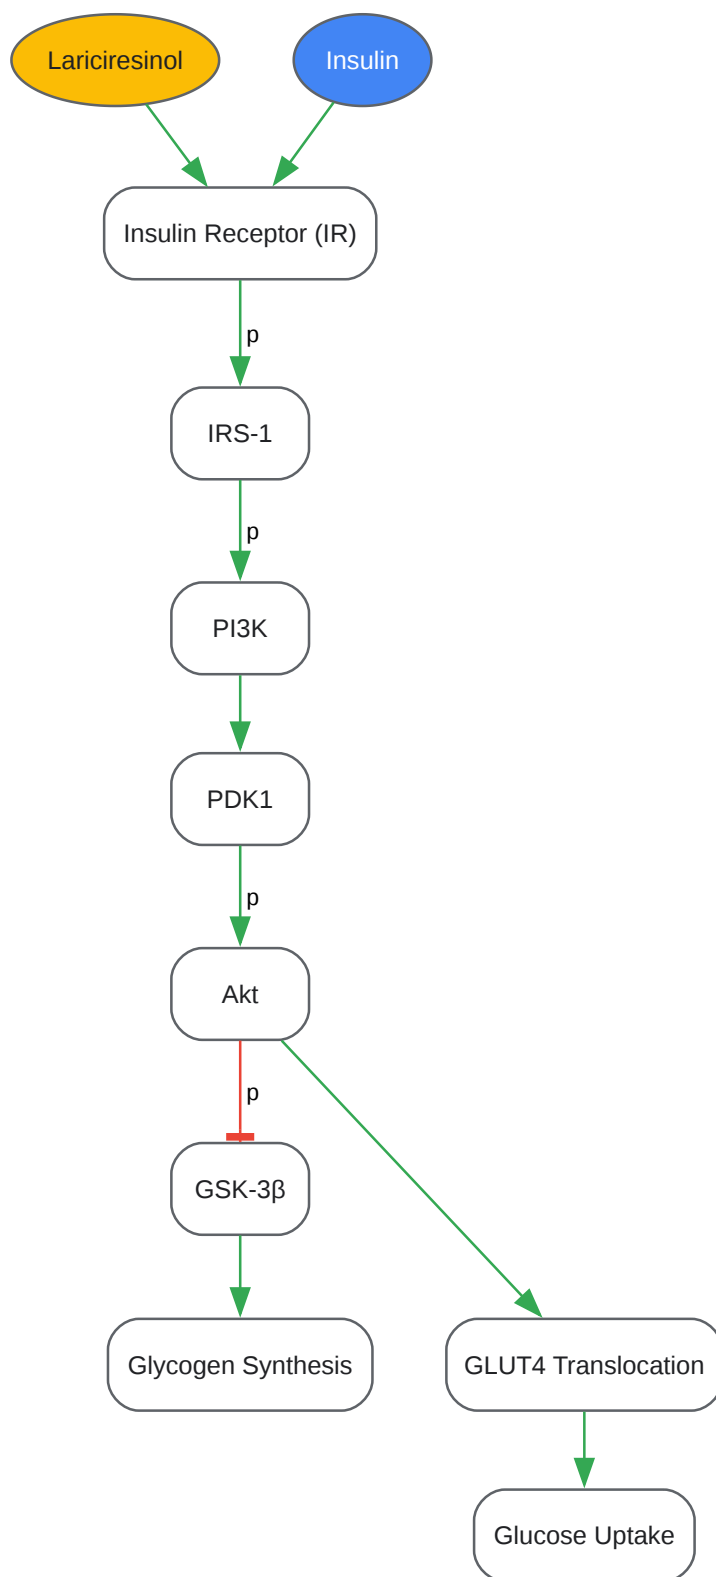 Lariciresinol
Insulin
Insulin Receptor (IR)
p
IRS-1
p
PI3K
PDK1
p
Akt
p
GSK-3β
Glycogen Synthesis
GLUT4 Translocation
Glucose Uptake